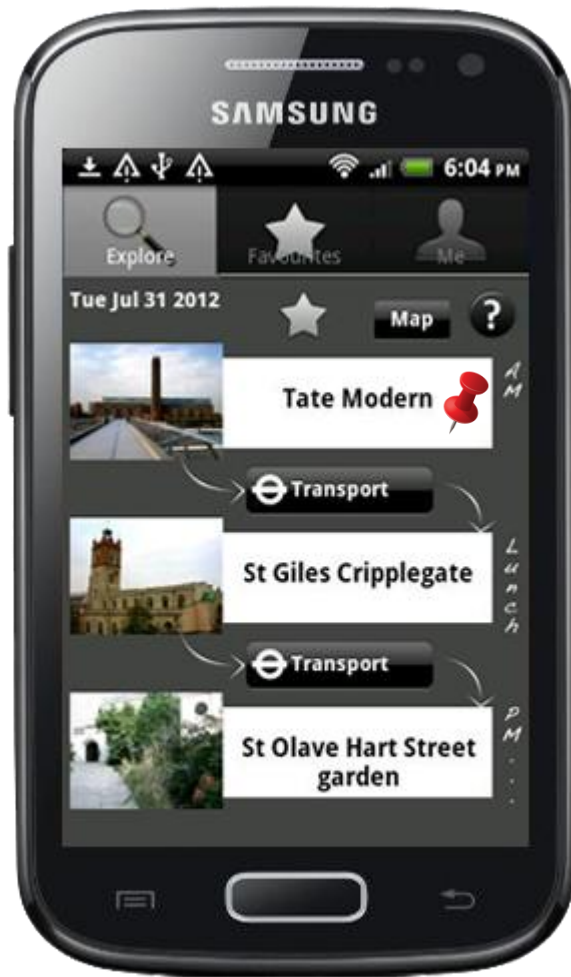 SAMSUNG
6:04 PM
Explore
Favourites
Me
Tue Jul 31 2012
Map
?
Tate Modern
AM
Transport
St Giles Cripplegate
Lunch
Transport
St Olave Hart Street
garden
PM...